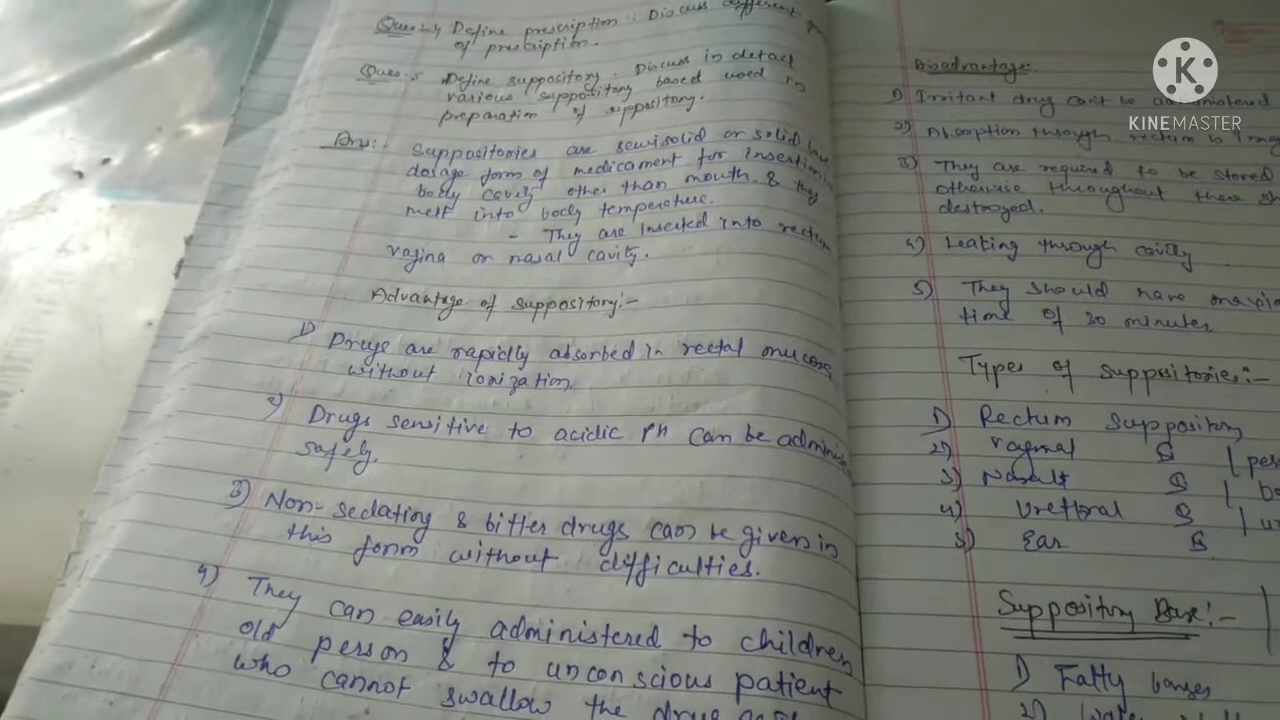 Ques-4 Define prescription. Discuss different
of prescription.
Ques-5 Define suppository. Discuss in detail
various suppository based used in
preparation of suppository.
Ans:- Suppositories are semisolid or solid
dosage form of medicament for insertion in
body cavity other than mouth & they
melt into body temperature.
- They are Inserted into rectum
vagina or nasal cavity.
Advantage of suppository:-
1) Drugs are rapidly absorbed in rectal mucosa
without ionization.
2) Drugs sensitive to acidic PH can be administ
safely.
3) Non-sedating & bitter drugs can be given in
this form without difficulties.
4) They can easily administered to children
old person & to unconscious patient
who cannot swallow the drug
Disadvantage:-
1) Irritant drug can't be administered
2) Absorption through rectum is
3) They are required to be stored
otherwise throughout there
destroyed.
4) Leaking through cavity
5) They should have
time of 30 minutes.
Types of suppositories:-
1) Rectum suppository
2) vaginal S
3) Nasal S
4) Urethral S
5) Ear S
Suppository Base:-
1) Fatty
2)
KINEMASTER